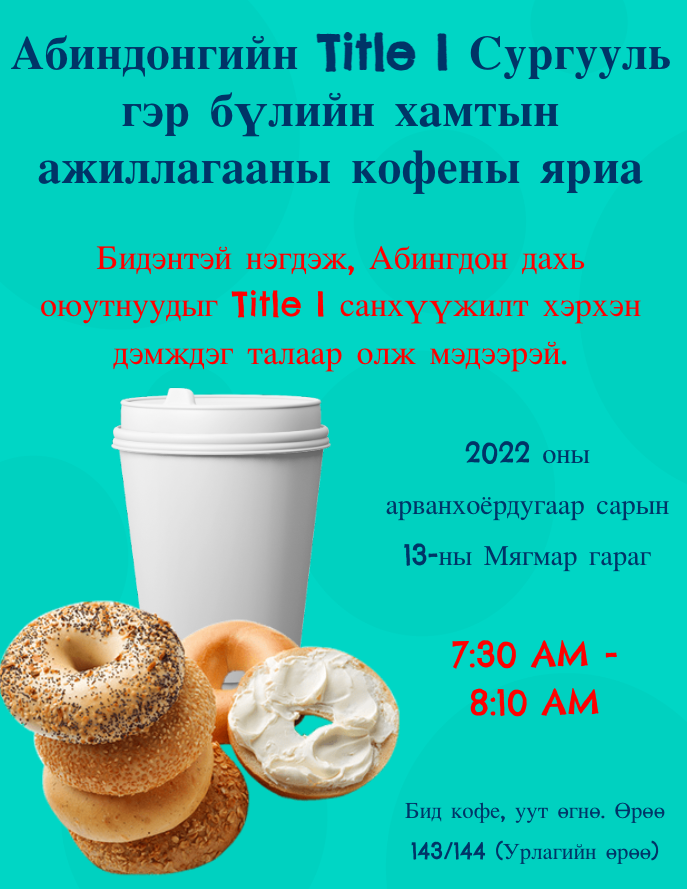 Абиндонгийн Title I Сургууль
гэр бүлийн хамтын
ажиллагааны кофены яриа
Бидэнтэй нэгдэж, Абингдон дахь
оюутнуудыг Title I санхүүжилт хэрхэн
дэмждэг талаар олж мэдээрэй.
2022 оны
арванхоёрдугаар сарын
13-ны Мягмар гараг
7:30 AM -
8:10 AM
Бид кофе, уут өгнө. Өрөө
143/144 (Урлагийн өрөө)